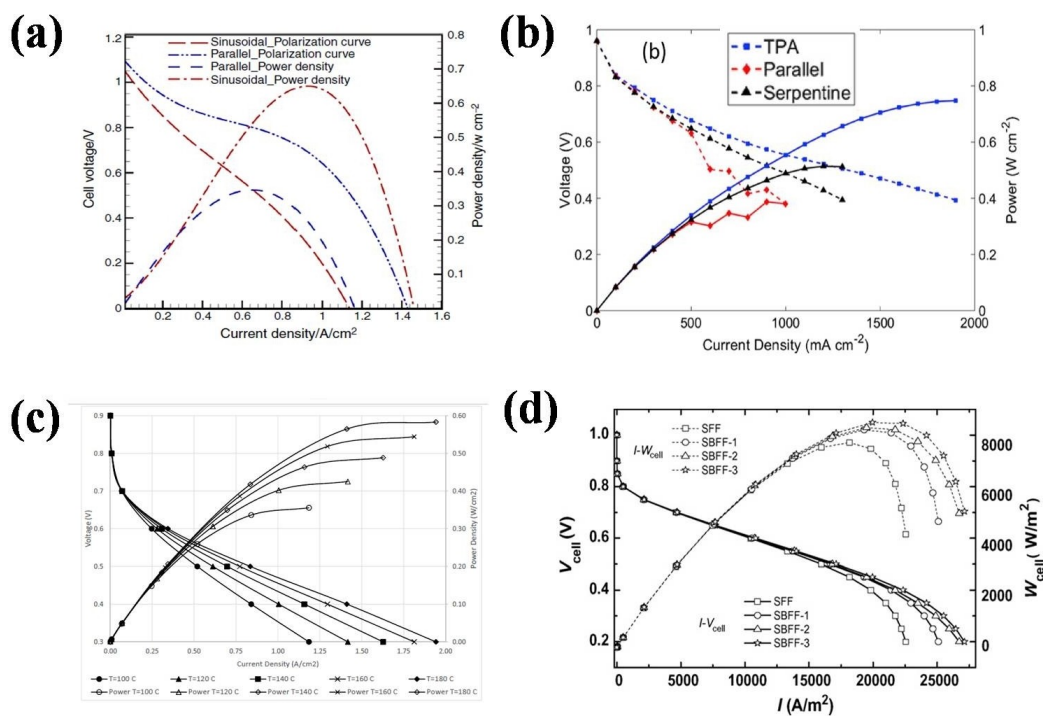 (a)
Sinusoidal_Polarization curve
Parallel_Polarization curve
Parallel_Power density
Sinusoidal_Power density
1.2
1
0.8
0.6
0.4
0.2
0
Cell voltage/V
0.8
0.7
0.6
0.5
0.4
0.3
0.2
0.1
0
Power density/w cm-2
0.2 0.4 0.6 0.8 1 1.2 1.4 1.6
Current density/A/cm2
(b)
(b)
TPA
Parallel
Serpentine
1
0.8
0.6
0.4
0.2
0
Voltage (V)
1
0.8
0.6
0.4
0.2
0
Power (W cm-2)
0 500 1000 1500 2000
Current Density (mA cm-2)
(c)
0.9
0.8
0.7
0.6
0.5
0.4
0.3
Voltage (V)
0.60
0.50
0.40
0.30
0.20
0.10
0.00
Power Density (W/cm2)
0.00 0.25 0.50 0.75 1.00 1.25 1.50 1.75 2.00
Current Density (A/cm2)
T=100 C T=120 C T=140 C T=160 C T=180 C
Power T=100 C Power T=120 C Power T=140 C Power T=160 C Power T=180 C
(d)
SFF
SBFF-1
SBFF-2
SBFF-3
I-Wcell
SFF
SBFF-1
SBFF-2
SBFF-3
I-Vcell
1.0
0.8
0.6
0.4
0.2
Vcell (V)
8000
6000
4000
2000
0
Wcell( W/m2)
0 5000 10000 15000 20000 25000
I (A/m2)